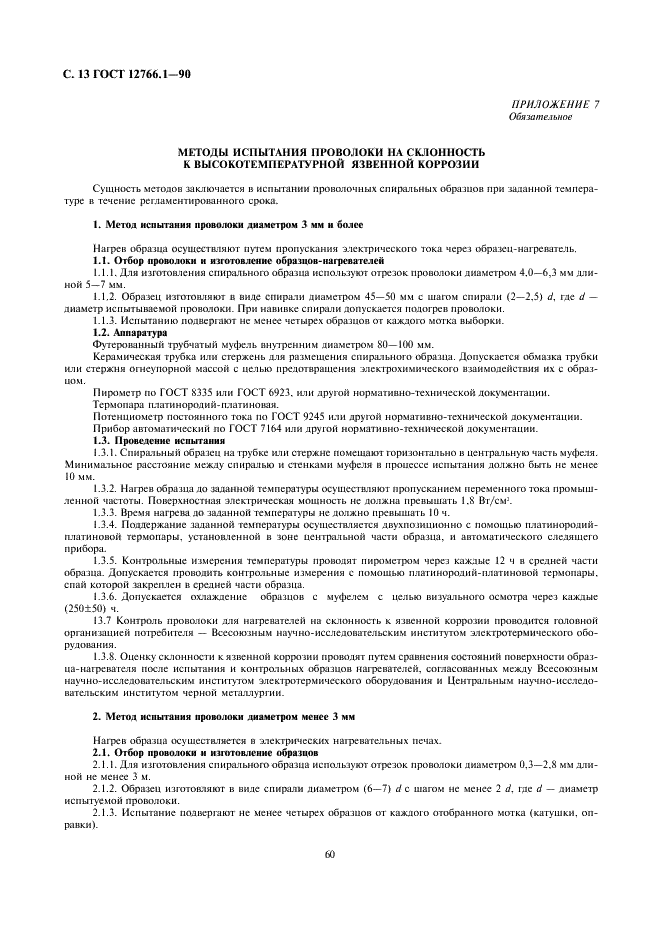 С. 13 ГОСТ 12766.1—90
ПРИЛОЖЕНИЕ 7
Обязательное
МЕТОДЫ ИСПЫТАНИЯ ПРОВОЛОКИ НА СКЛОННОСТЬ
К ВЫСОКОТЕМПЕРАТУРНОЙ ЯЗВЕННОЙ КОРРОЗИИ
Сущность методов заключается в испытании проволочных спиральных образцов при заданной темпера-
туре в течение регламентированного срока.
1. Метод испытания проволоки диаметром 3 мм и более
Нагрев образца осуществляют путем пропускания электрического тока через образец-нагреватель.
1.1. Отбор проволоки и изготовление образцов-нагревателей
1.1.1. Для изготовления спирального образца используют отрезок проволоки диаметром 4,0—6,3 мм дли-
ной 5—7 мм.
1.1.2. Образец изготовляют в виде спирали диаметром 45—50 мм с шагом спирали (2—2,5) d, где d —
диаметр испытываемой проволоки. При навивке спирали допускается подогрев проволоки.
1.1.3. Испытанию подвергают не менее четырех образцов от каждого мотка выборки.
1.2. Аппаратура
Футерованный трубчатый муфель внутренним диаметром 80—100 мм.
Керамическая трубка или стержень для размещения спирального образца. Допускается обмазка трубки
или стержня огнеупорной массой с целью предотвращения электрохимического взаимодействия их с образ-
цом.
Пирометр по ГОСТ 8335 или ГОСТ 6923, или другой нормативно-технической документации.
Термопара платинородий-платиновая.
Потенциометр постоянного тока по ГОСТ 9245 или другой нормативно-технической документации.
Прибор автоматический по ГОСТ 7164 или другой нормативно-технической документации.
1.3. Проведение испытания
1.3.1. Спиральный образец на трубке или стержне помещают горизонтально в центральную часть муфеля.
Минимальное расстояние между спиралью и стенками муфеля в процессе испытания должно быть не менее
10 мм.
1.3.2. Нагрев образца до заданной температуры осуществляют пропусканием переменного тока промыш-
ленной частоты. Поверхностная электрическая мощность не должна превышать 1,8 Вт/см².
1.3.3. Время нагрева до заданной температуры не должно превышать 10 ч.
1.3.4. Поддержание заданной температуры осуществляется двухпозиционно с помощью платинородий-
платиновой термопары, установленной в зоне центральной части образца, и автоматического следящего
прибора.
1.3.5. Контрольные измерения температуры проводят пирометром через каждые 12 ч в средней части
образца. Допускается проводить контрольные измерения с помощью платинородий-платиновой термопары,
спай которой закреплен в средней части образца.
1.3.6. Допускается охлаждение образцов с муфелем с целью визуального осмотра через каждые
(250±50) ч.
13.7 Контроль проволоки для нагревателей на склонность к язвенной коррозии проводится головной
организацией потребителя — Всесоюзным научно-исследовательским институтом электротермического обо-
рудования.
1.3.8. Оценку склонности к язвенной коррозии проводят путем сравнения состояний поверхности образ-
ца-нагревателя после испытания и контрольных образцов нагревателей, согласованных между Всесоюзным
научно-исследовательским институтом электротермического оборудования и Центральным научно-исследо-
вательским институтом черной металлургии.
2. Метод испытания проволоки диаметром менее 3 мм
Нагрев образца осуществляется в электрических нагревательных печах.
2.1. Отбор проволоки и изготовление образцов
2.1.1. Для изготовления спирального образца используют отрезок проволоки диаметром 0,3—2,8 мм дли-
ной не менее 3 м.
2.1.2. Образец изготовляют в виде спирали диаметром (6—7) d с шагом не менее 2 d, где d — диаметр
испытуемой проволоки.
2.1.3. Испытание подвергают не менее четырех образцов от каждого отобранного мотка (катушки, оп-
равки).
60